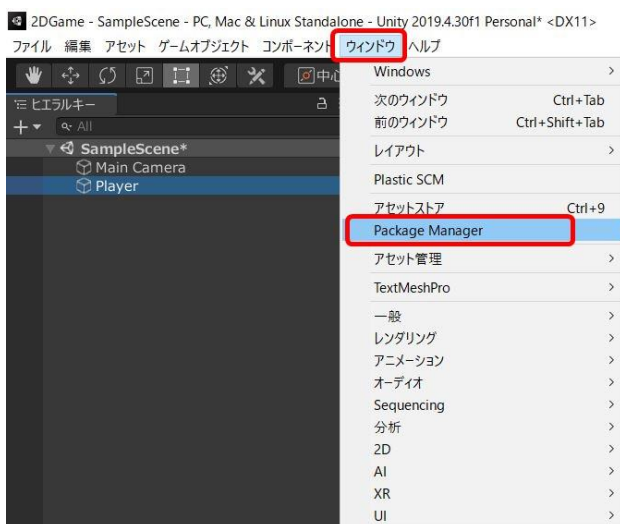 2DGame - SampleScene - PC, Mac & Linux Standalone - Unity 2019.4.30f1 Personal* <DX11>
ファイル 編集 アセット ゲームオブジェクト コンポーネント ウィンドウ ヘルプ
中心
ヒエラルキー
All
SampleScene*
Main Camera
Player
Windows
次のウィンドウ Ctrl+Tab
前のウィンドウ Ctrl+Shift+Tab
レイアウト
Plastic SCM
アセットストア Ctrl+9
Package Manager
アセット管理
TextMeshPro
一般
レンダリング
アニメーション
オーディオ
Sequencing
分析
2D
AI
XR
UI